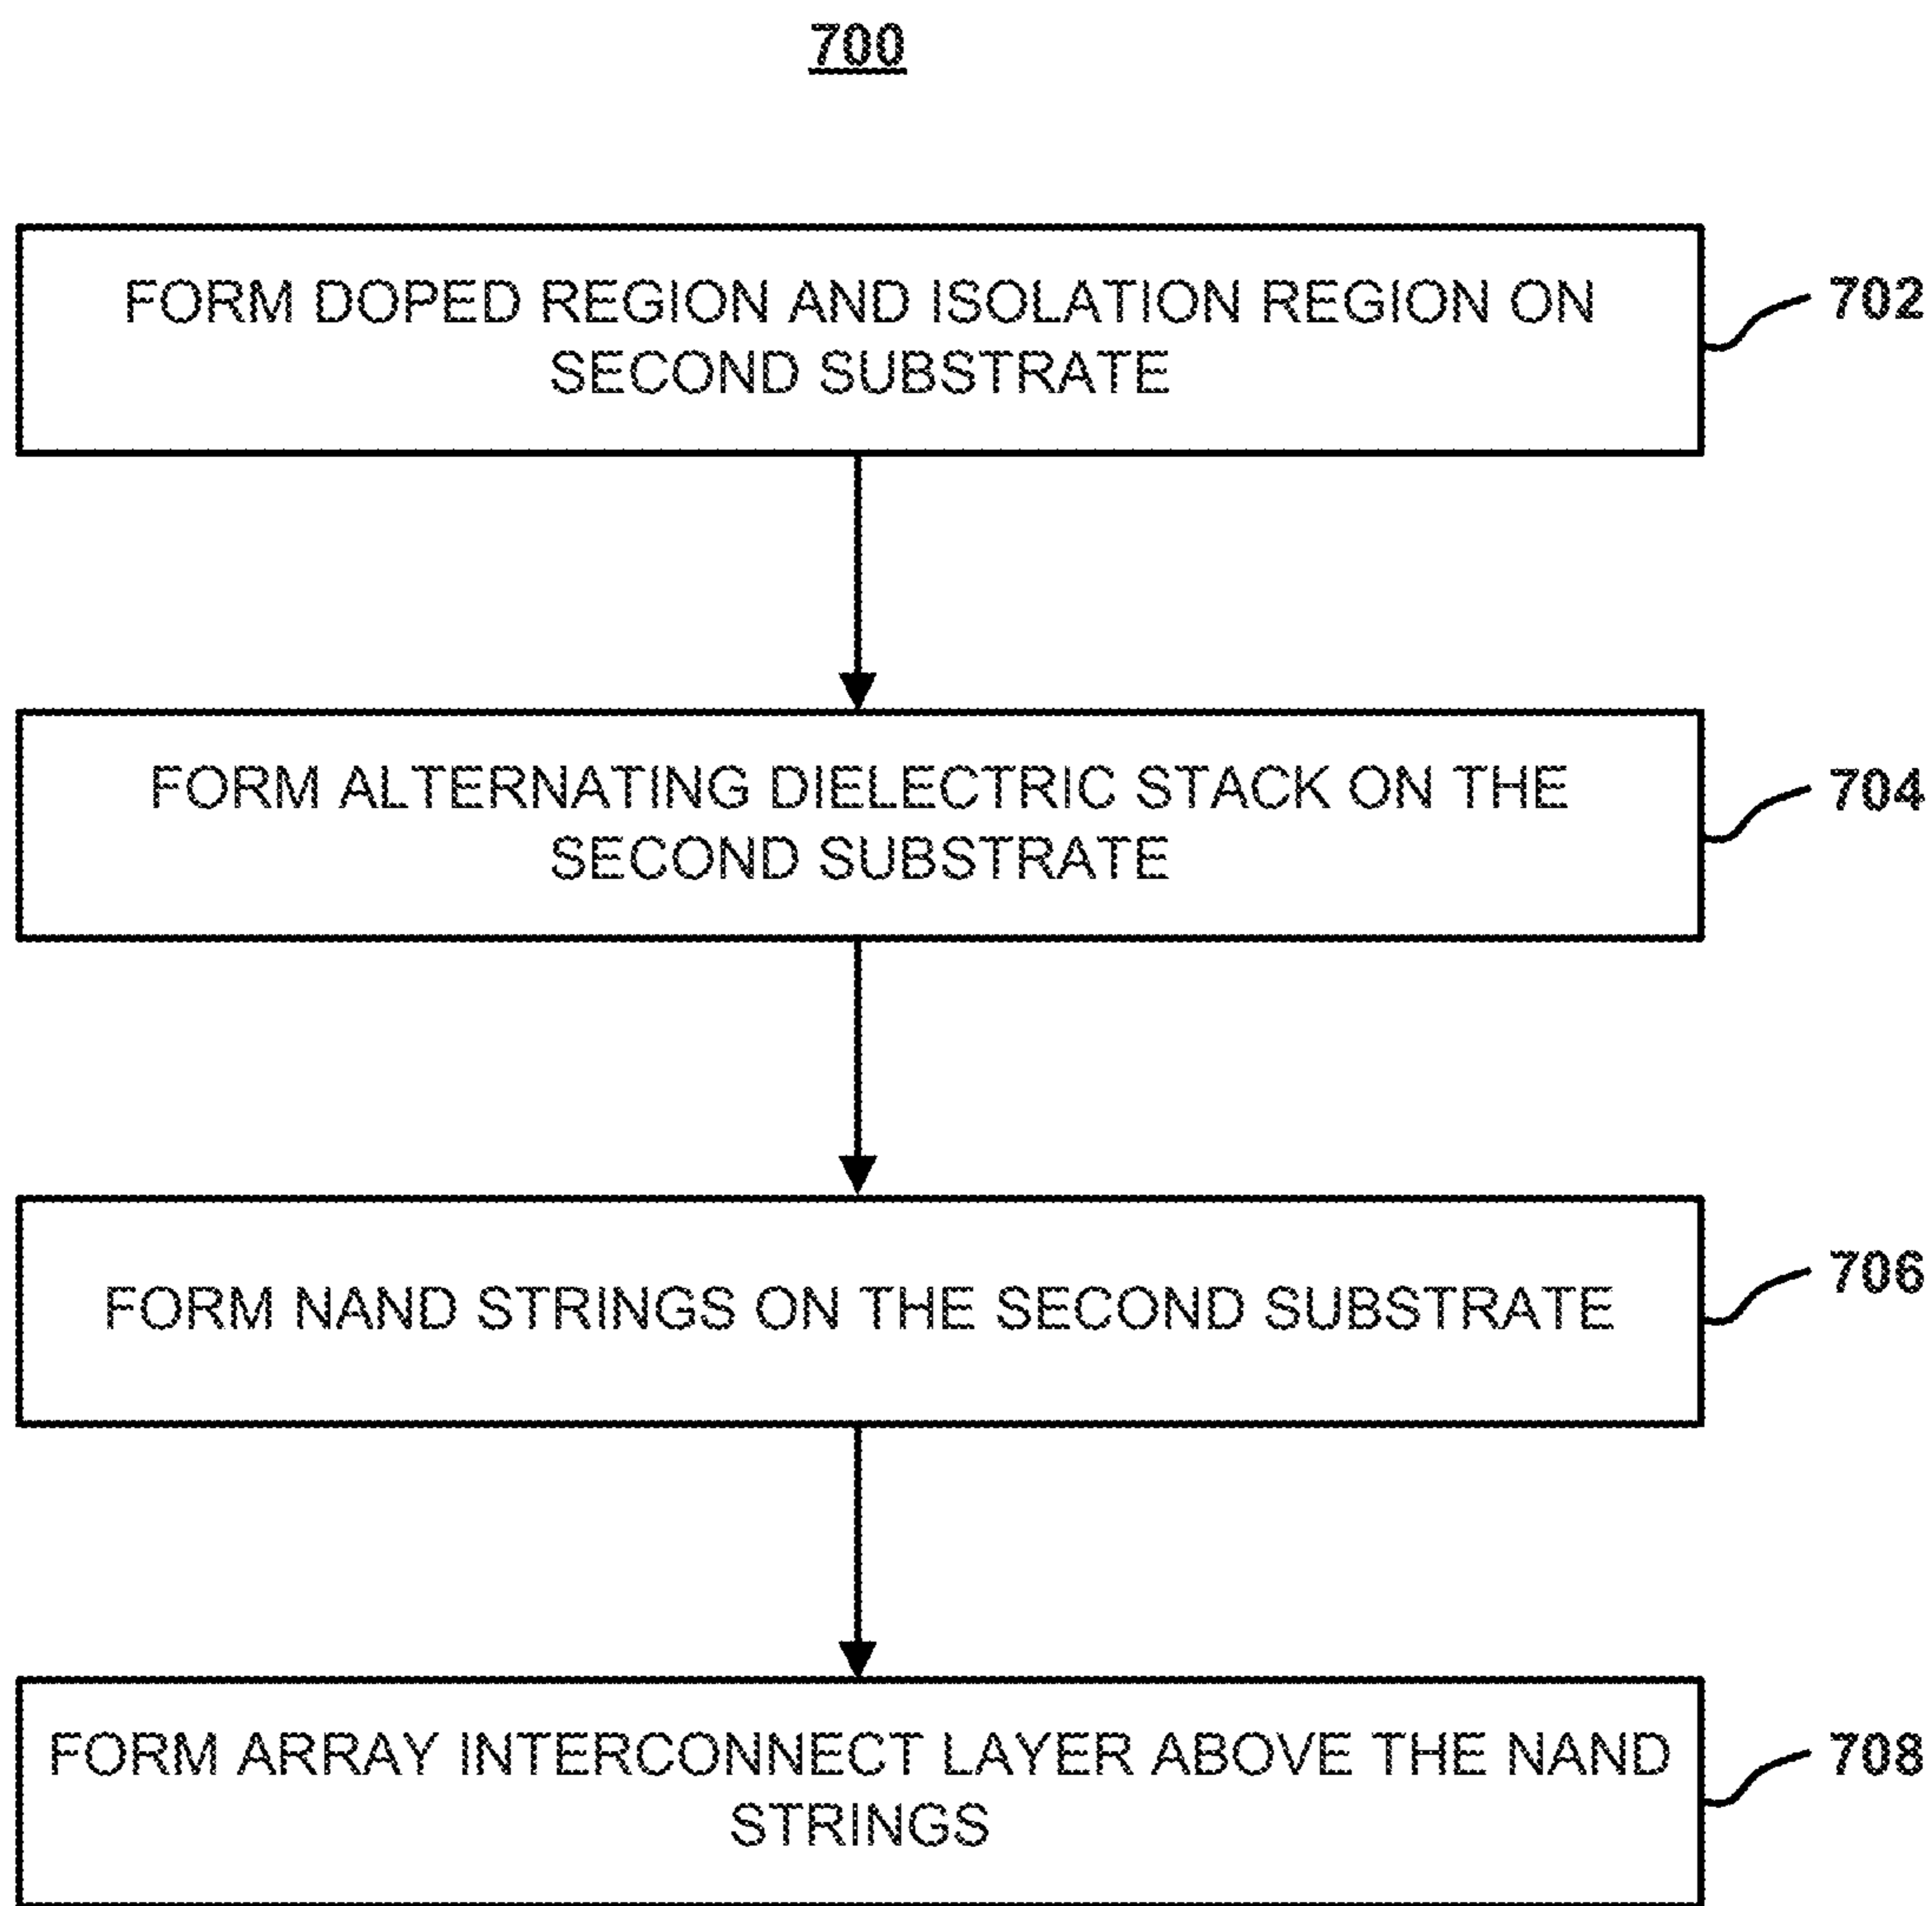 700
FORM DOPED REGION AND ISOLATION REGION ON
SECOND SUBSTRATE
702
FORM ALTERNATING DIELECTRIC STACK ON THE
SECOND SUBSTRATE
704
FORM NAND STRINGS ON THE SECOND SUBSTRATE
706
FORM ARRAY INTERCONNECT LAYER ABOVE THE NAND
STRINGS
708